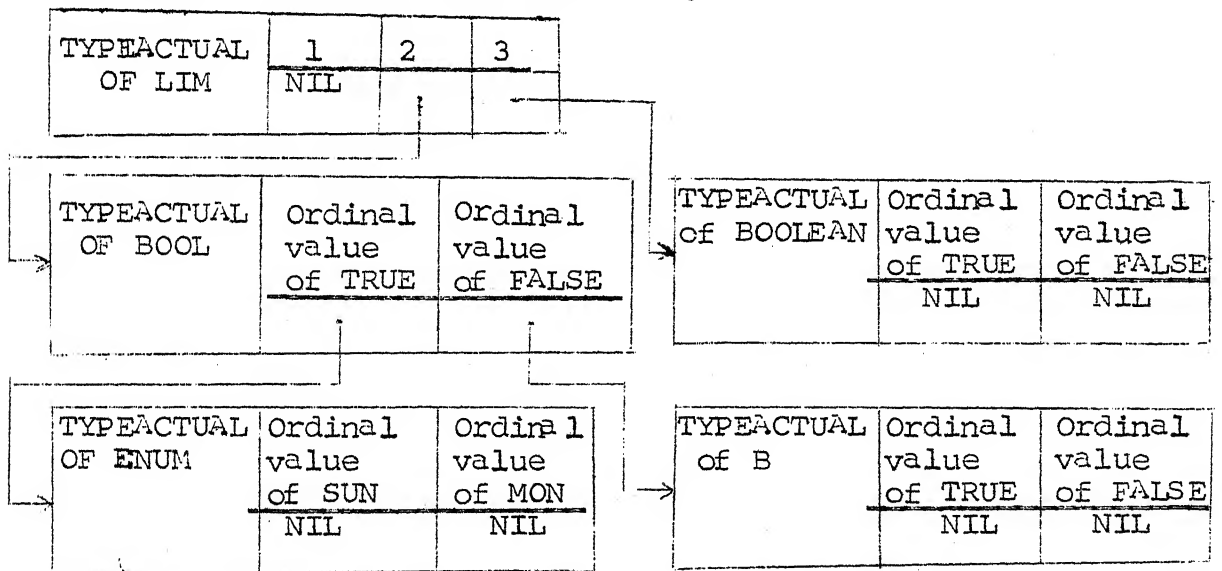 TYPEACTUAL 1 2 3
OF LIM NIL
TYPEACTUAL Ordinal Ordinal
OF BOOL value value
of TRUE of FALSE
TYPEACTUAL Ordinal Ordinal
of BOOLEAN value value
of TRUE of FALSE
NIL NIL
TYPEACTUAL Ordinal Ordinal
OF ENUM value value
of SUN of MON
NIL NIL
TYPEACTUAL Ordinal Ordinal
of B value value
of TRUE of FALSE
NIL NIL